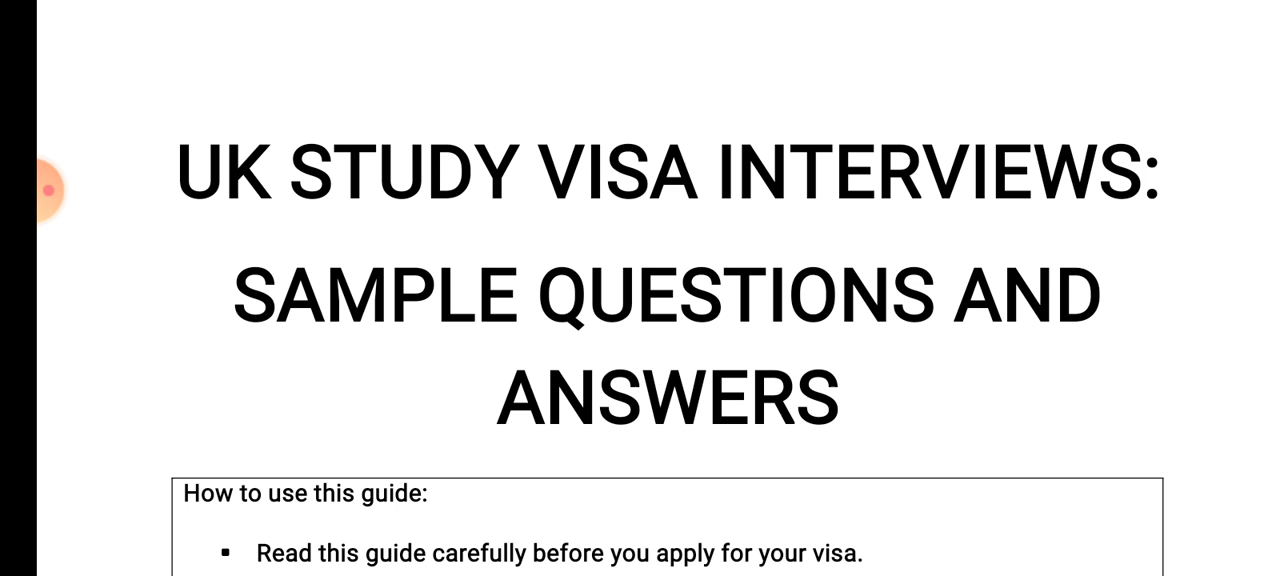 UK STUDY VISA INTERVIEWS:
SAMPLE QUESTIONS AND
ANSWERS
How to use this guide:
▪ Read this guide carefully before you apply for your visa.